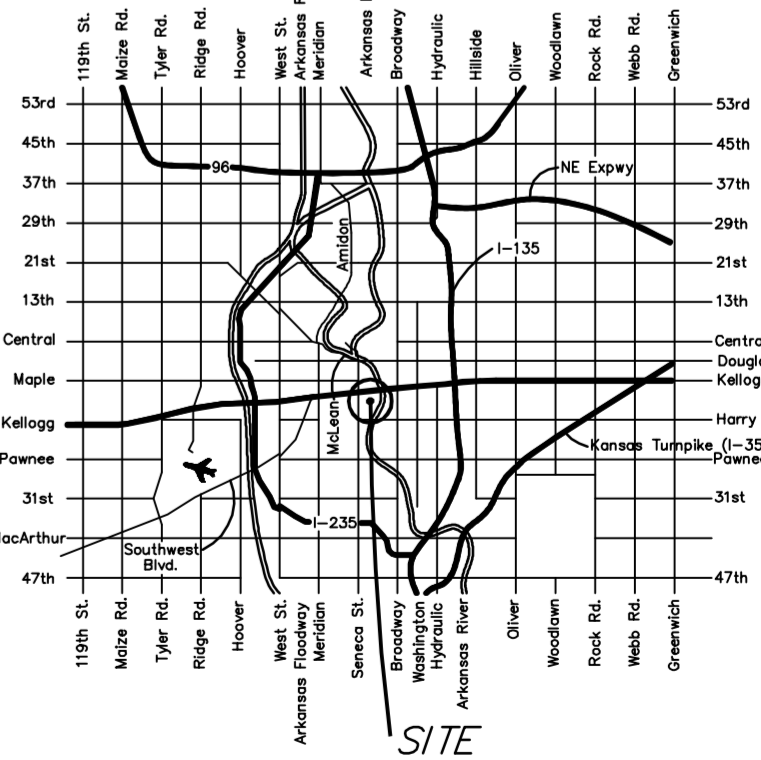 119th St.
Maize Rd.
Tyler Rd.
Ridge Rd.
Hoover
West St.
Arkansas F
Meridian
Arkansas
Broadway
Hydraulic
Hillside
Oliver
Woodlawn
Rock Rd.
Webb Rd.
Greenwich
53rd
53rd
45th
45th
96
NE Expwy
37th
37th
29th
29th
Amidon
I-135
21st
21st
13th
13th
Central
Centra
Dougl
Maple
Kellog
McLean
Kellogg
Harry
Kansas Turnpike (I-35
Pawnee
Pawnee
31st
31st
I-235
acArthur
Southwest
Blvd.
47th
47th
119th St.
Maize Rd.
Tyler Rd.
Ridge Rd.
Hoover
West St.
Arkansas Floodway
Meridian
Seneca St.
Broadway
Washington
Hydraulic
Arkansas River
Oliver
Woodlawn
Rock Rd.
Webb Rd.
Greenwich
SITE